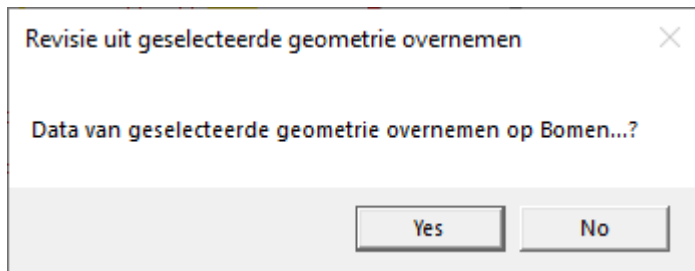 Revisie uit geselecteerde geometrie overnemen
Data van geselecteerde geometrie overnemen op Bomen...?
Yes No